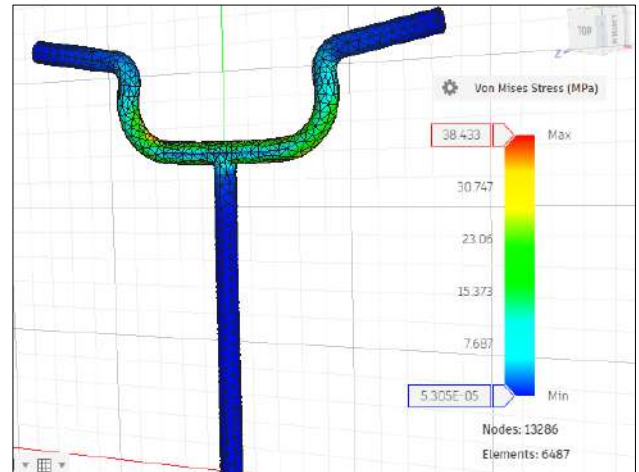 TOP
Z
Von Mises Stress (MPa)
38.433
Max
30.747
23.06
15.373
7.687
5.305E-05
Min
Nodes: 13286
Elements: 6487